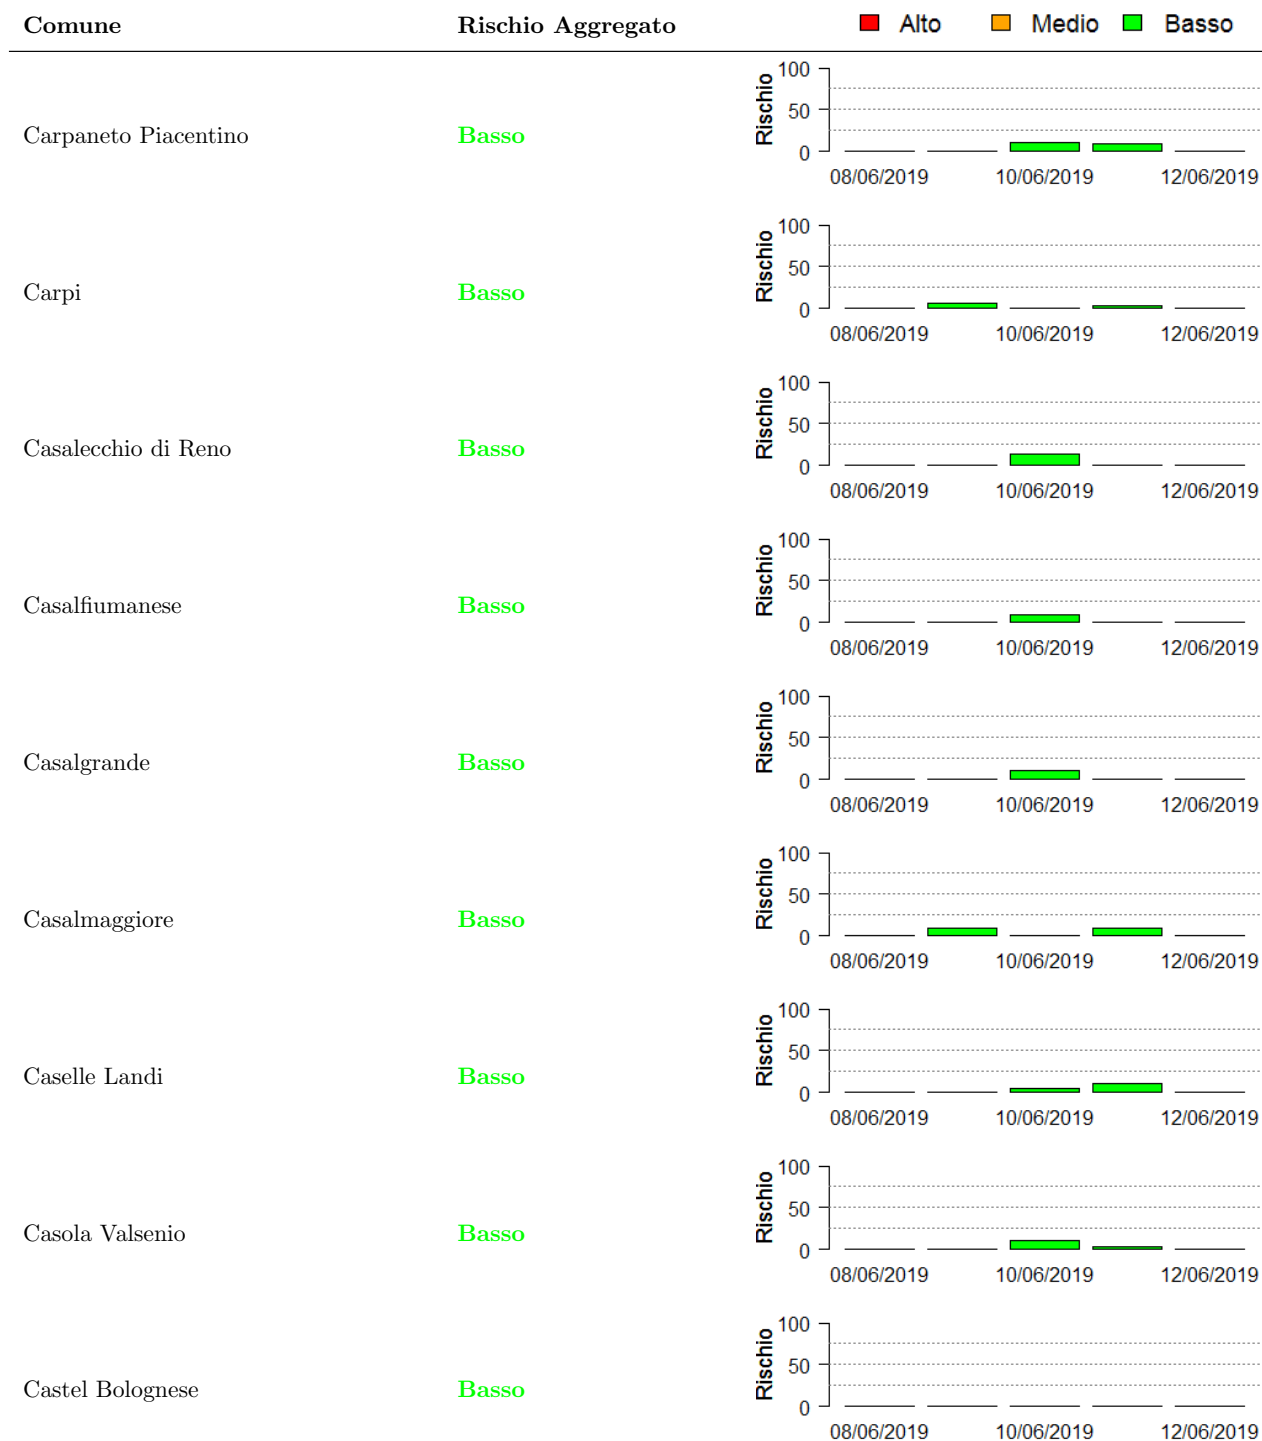 Comune Rischio Aggregato Alto Medio Basso
100
50
0
Rischio
Carpaneto Piacentino Basso
08/06/2019 10/06/2019 12/06/2019
100
50
0
Rischio
Carpi Basso
08/06/2019 10/06/2019 12/06/2019
100
50
0
Rischio
Casalecchio di Reno Basso
08/06/2019 10/06/2019 12/06/2019
100
50
0
Rischio
Casalfiumanese Basso
08/06/2019 10/06/2019 12/06/2019
100
50
0
Rischio
Casalgrande Basso
08/06/2019 10/06/2019 12/06/2019
100
50
0
Rischio
Casalmaggiore Basso
08/06/2019 10/06/2019 12/06/2019
100
50
0
Rischio
Caselle Landi Basso
08/06/2019 10/06/2019 12/06/2019
100
50
0
Rischio
Casola Valsenio Basso
08/06/2019 10/06/2019 12/06/2019
100
50
0
Rischio
Castel Bolognese Basso
08/06/2019 10/06/2019 12/06/2019